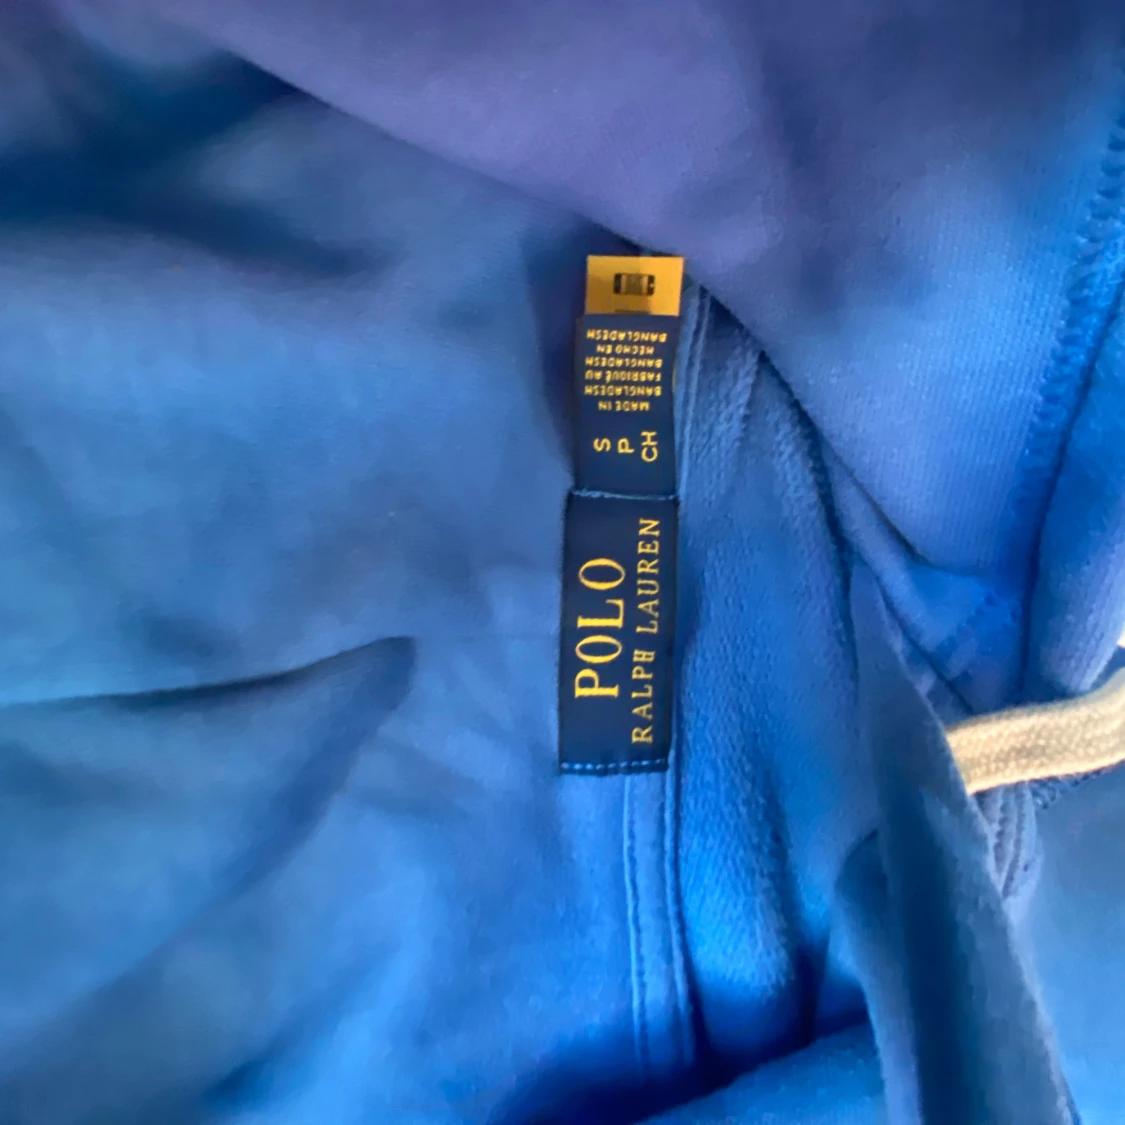 POLO
RALPH LAUREN
S
P
CH
MADE IN
BANGLADESH
FABRIQUÉ AU
BANGLADESH
HECHO EN
BANGLADESH